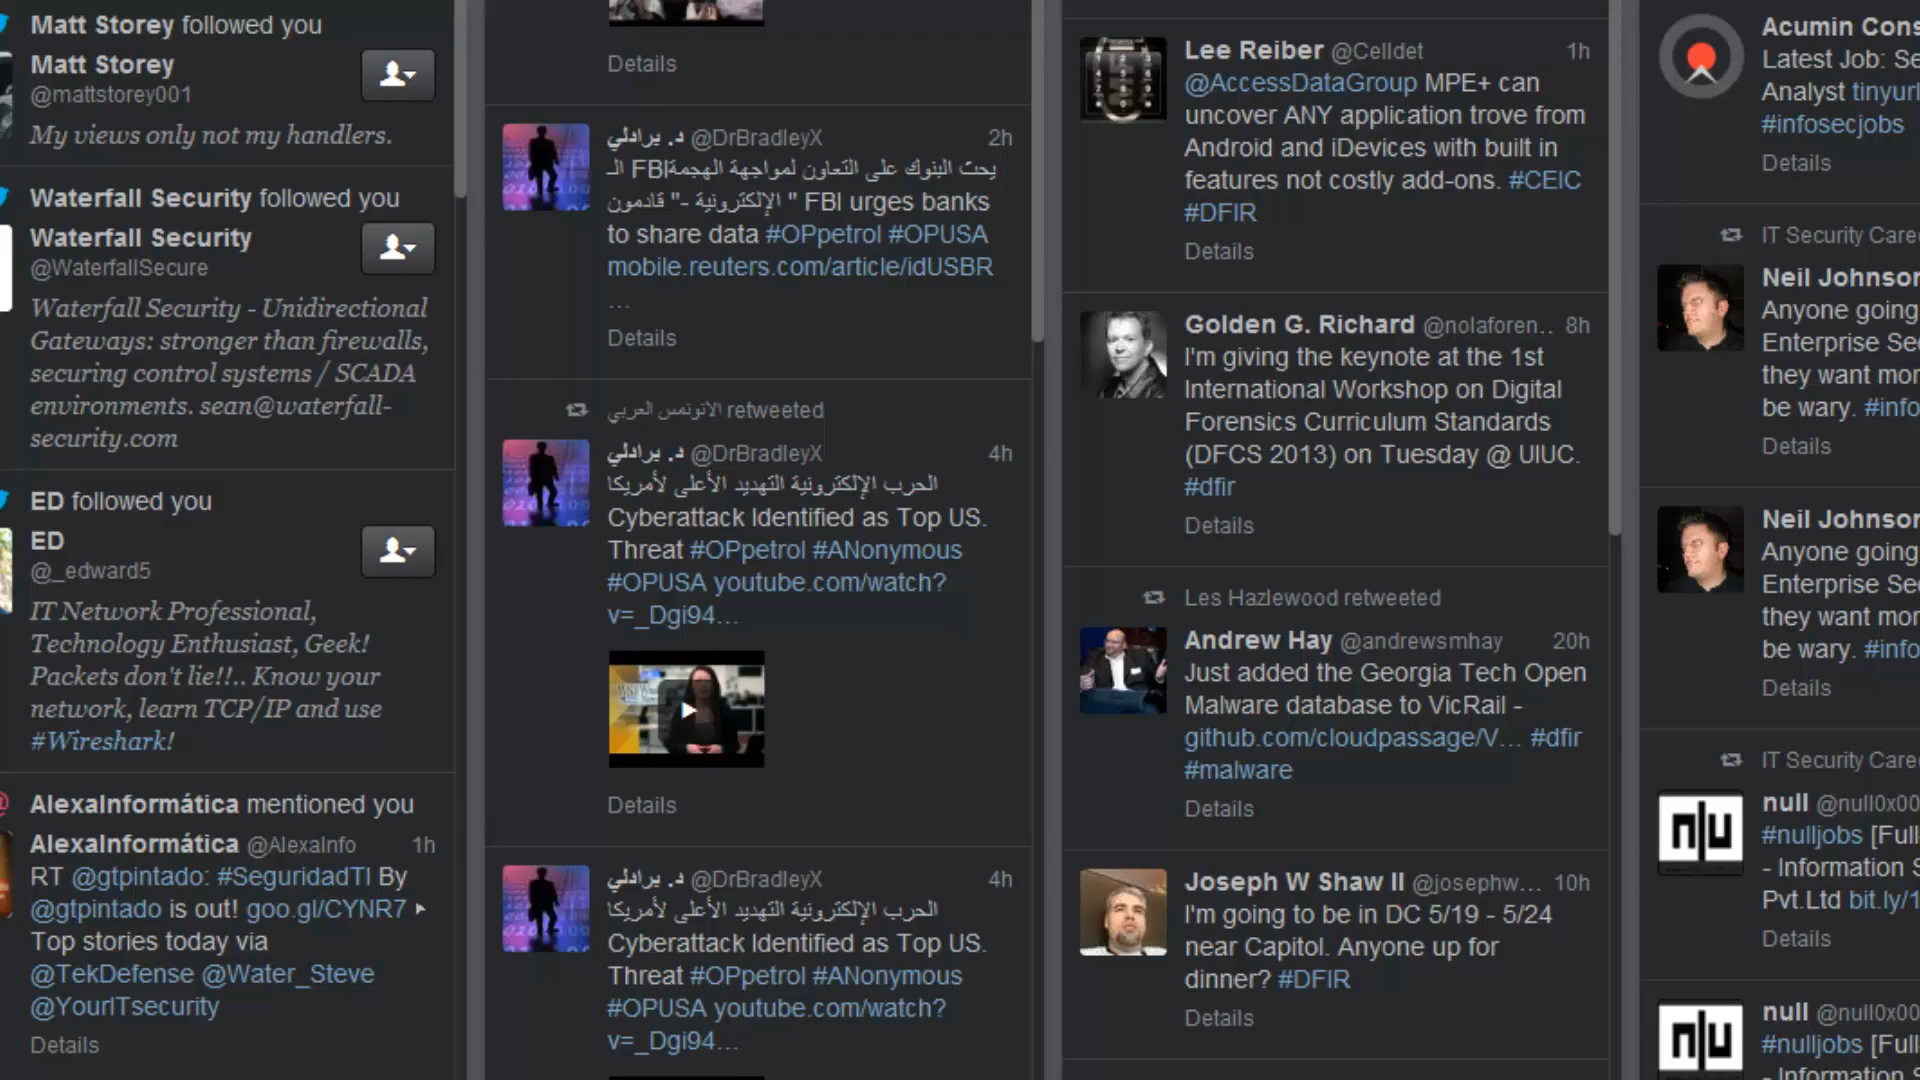 Matt Storey followed you
Matt Storey
@mattstorey001
My views only not my handlers.
Waterfall Security followed you
Waterfall Security
@WaterfallSecure
Waterfall Security - Unidirectional
Gateways: stronger than firewalls,
securing control systems / SCADA
environments. sean@waterfall-
security.com
ED followed you
ED
@_edward5
IT Network Professional,
Technology Enthusiast, Geek!
Packets don't lie!!.. Know your
network, learn TCP/IP and use
#Wireshark!
AlexaInformática mentioned you
AlexaInformática @AlexaInfo 1h
RT @gtpintado: #SeguridadTI By
@gtpintado is out! goo.gl/CYNR7 ▸
Top stories today via
@TekDefense @Water_Steve
@YourITsecurity
Details
Details
د. برادلي @DrBradleyX 2h
يحث البنوك على التعاون لمواجهة الهجمةFBI الـ
الإلكترونية -" قادمون " FBI urges banks
to share data #OPpetrol #OPUSA
mobile.reuters.com/article/idUSBR
…
Details
الانونمس العربي retweeted
د. برادلي @DrBradleyX 4h
الحرب الإلكترونية التهديد الأعلى لأمريكا
Cyberattack Identified as Top US.
Threat #OPpetrol #ANonymous
#OPUSA youtube.com/watch?
v=_Dgi94…
Details
د. برادلي @DrBradleyX 4h
الحرب الإلكترونية التهديد الأعلى لأمريكا
Cyberattack Identified as Top US.
Threat #OPpetrol #ANonymous
#OPUSA youtube.com/watch?
v=_Dgi94…
Lee Reiber @Celldet 1h
@AccessDataGroup MPE+ can
uncover ANY application trove from
Android and iDevices with built in
features not costly add-ons. #CEIC
#DFIR
Details
Golden G. Richard @nolaforen.. 8h
I'm giving the keynote at the 1st
International Workshop on Digital
Forensics Curriculum Standards
(DFCS 2013) on Tuesday @ UIUC.
#dfir
Details
Les Hazlewood retweeted
Andrew Hay @andrewsmhay 20h
Just added the Georgia Tech Open
Malware database to VicRail -
github.com/cloudpassage/V… #dfir
#malware
Details
Joseph W Shaw II @josephw… 10h
I'm going to be in DC 5/19 - 5/24
near Capitol. Anyone up for
dinner? #DFIR
Details
Acumin Cons
Latest Job: Se
Analyst tinyurl
#infosecjobs
Details
IT Security Care
Neil Johnson
Anyone going
Enterprise Sec
they want mor
be wary. #info
Details
Neil Johnson
Anyone going
Enterprise Sec
they want mor
be wary. #info
Details
IT Security Care
null @null0x00
#nulljobs [Full
- Information S
Pvt.Ltd bit.ly/1
Details
null @null0x00
#nulljobs [Full
- Information S